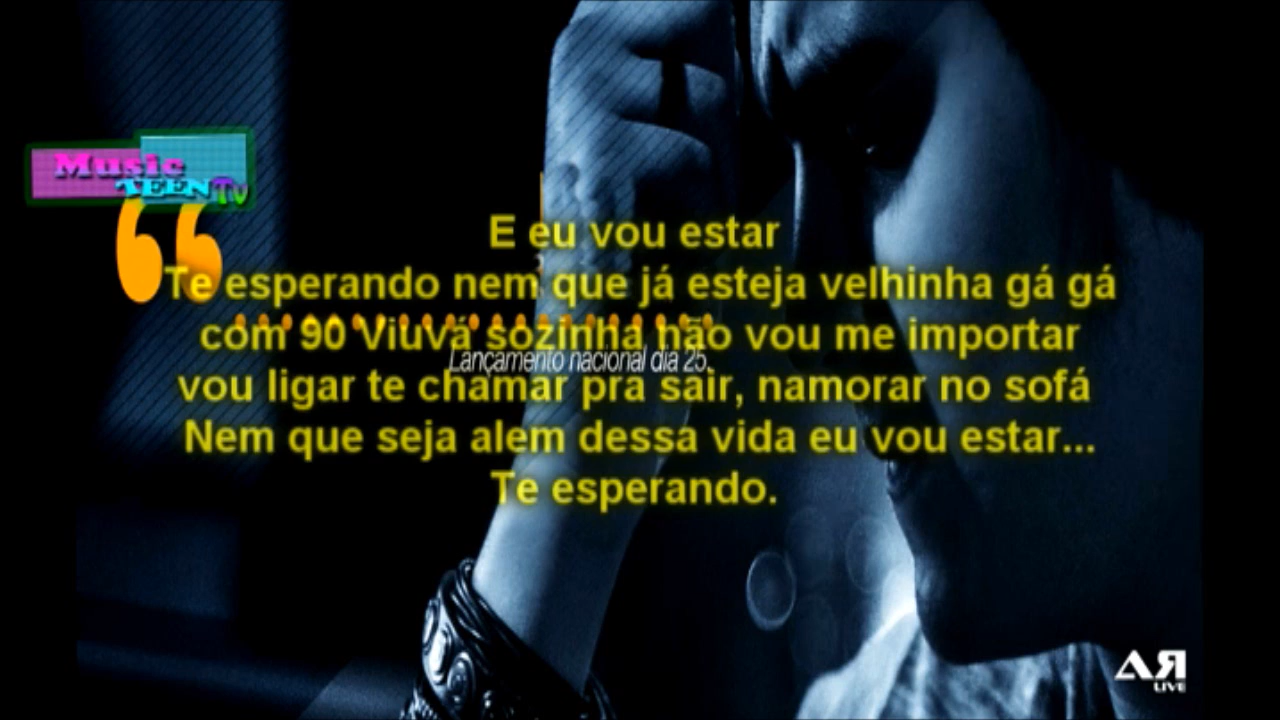 Music
TEEN TV
“
E eu vou estar
Te esperando nem que já esteja velhinha gá gá
com 90 Viuvá sozinha não vou me importar
Lançamento nacional dia 25.
vou ligar te chamar pra sair, namorar no sofá
Nem que seja alem dessa vida eu vou estar...
Te esperando.
AR
LIVE